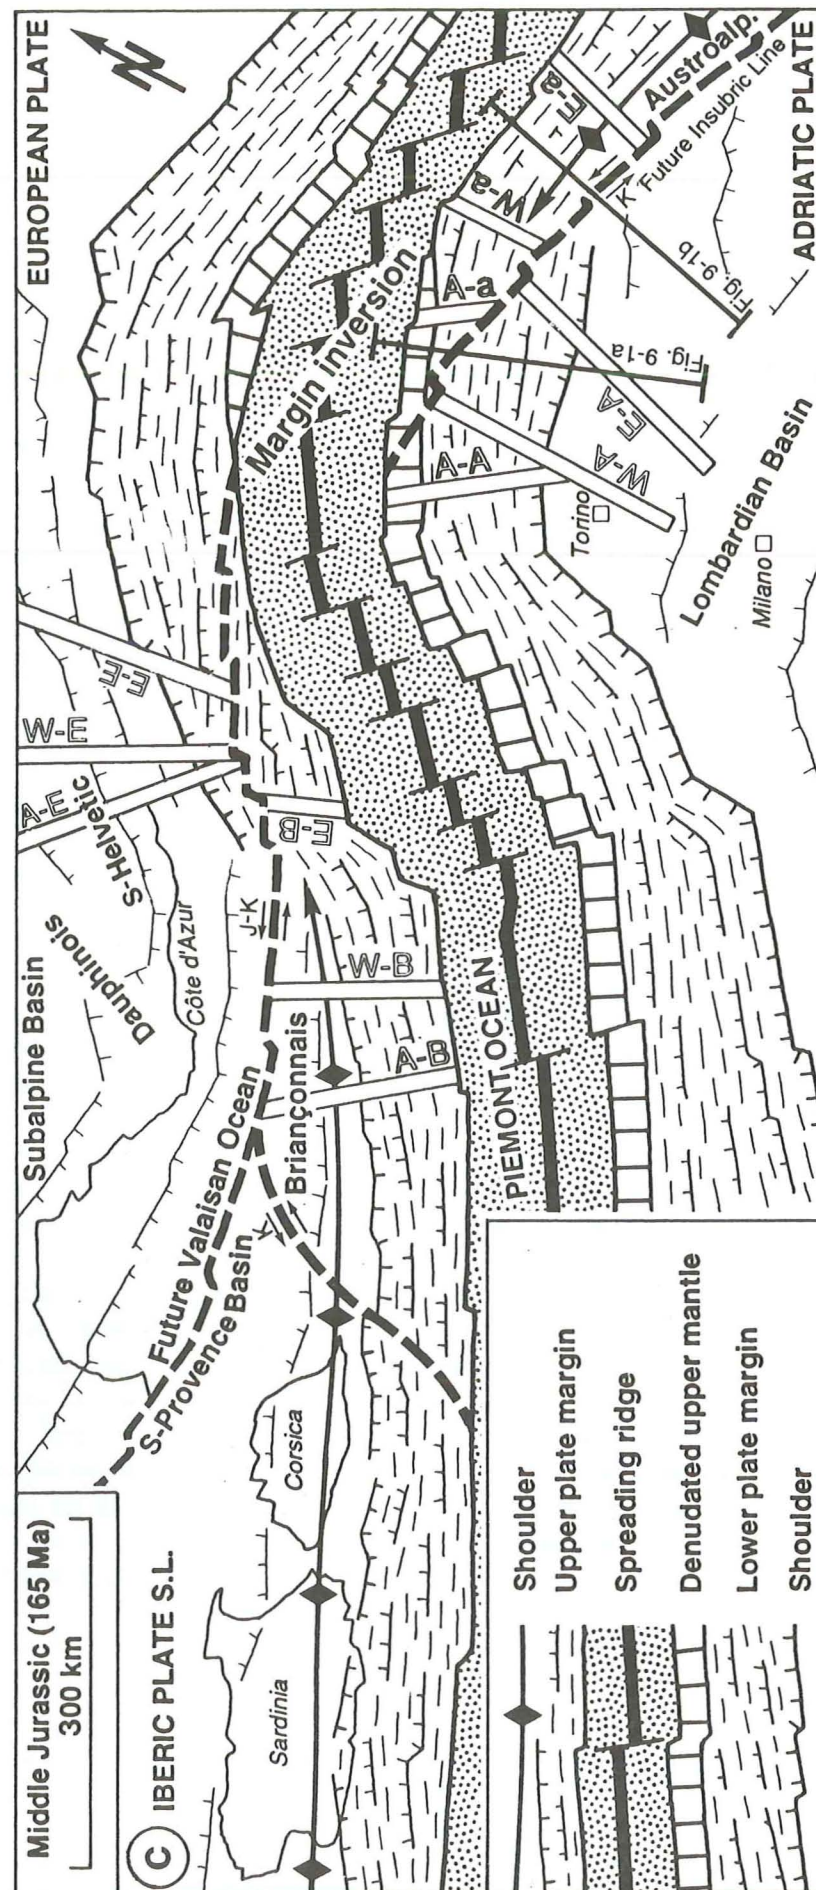 Middle Jurassic (165 Ma)
300 km
C
IBERIC PLATE S.L.
Sardinia
Corsica
S-Provence Basin
Future Valaisan Ocean
Briançonnais
K
J-K
Subalpine Basin
Dauphinois
Côte d'Azur
S-Helvetic
A-E
W-E
E-E
E-B
W-B
A-B
PIEMONT OCEAN
Margin inversion
EUROPEAN PLATE
N
Austroalp.
Future Insubric Line
K
E-a
W-a
A-a
A-A
W-A
E-A
Fig. 9-1a
Fig. 9-1b
Torino
Milano
Lombardian Basin
ADRIATIC PLATE
Shoulder
Upper plate margin
Spreading ridge
Denudated upper mantle
Lower plate margin
Shoulder